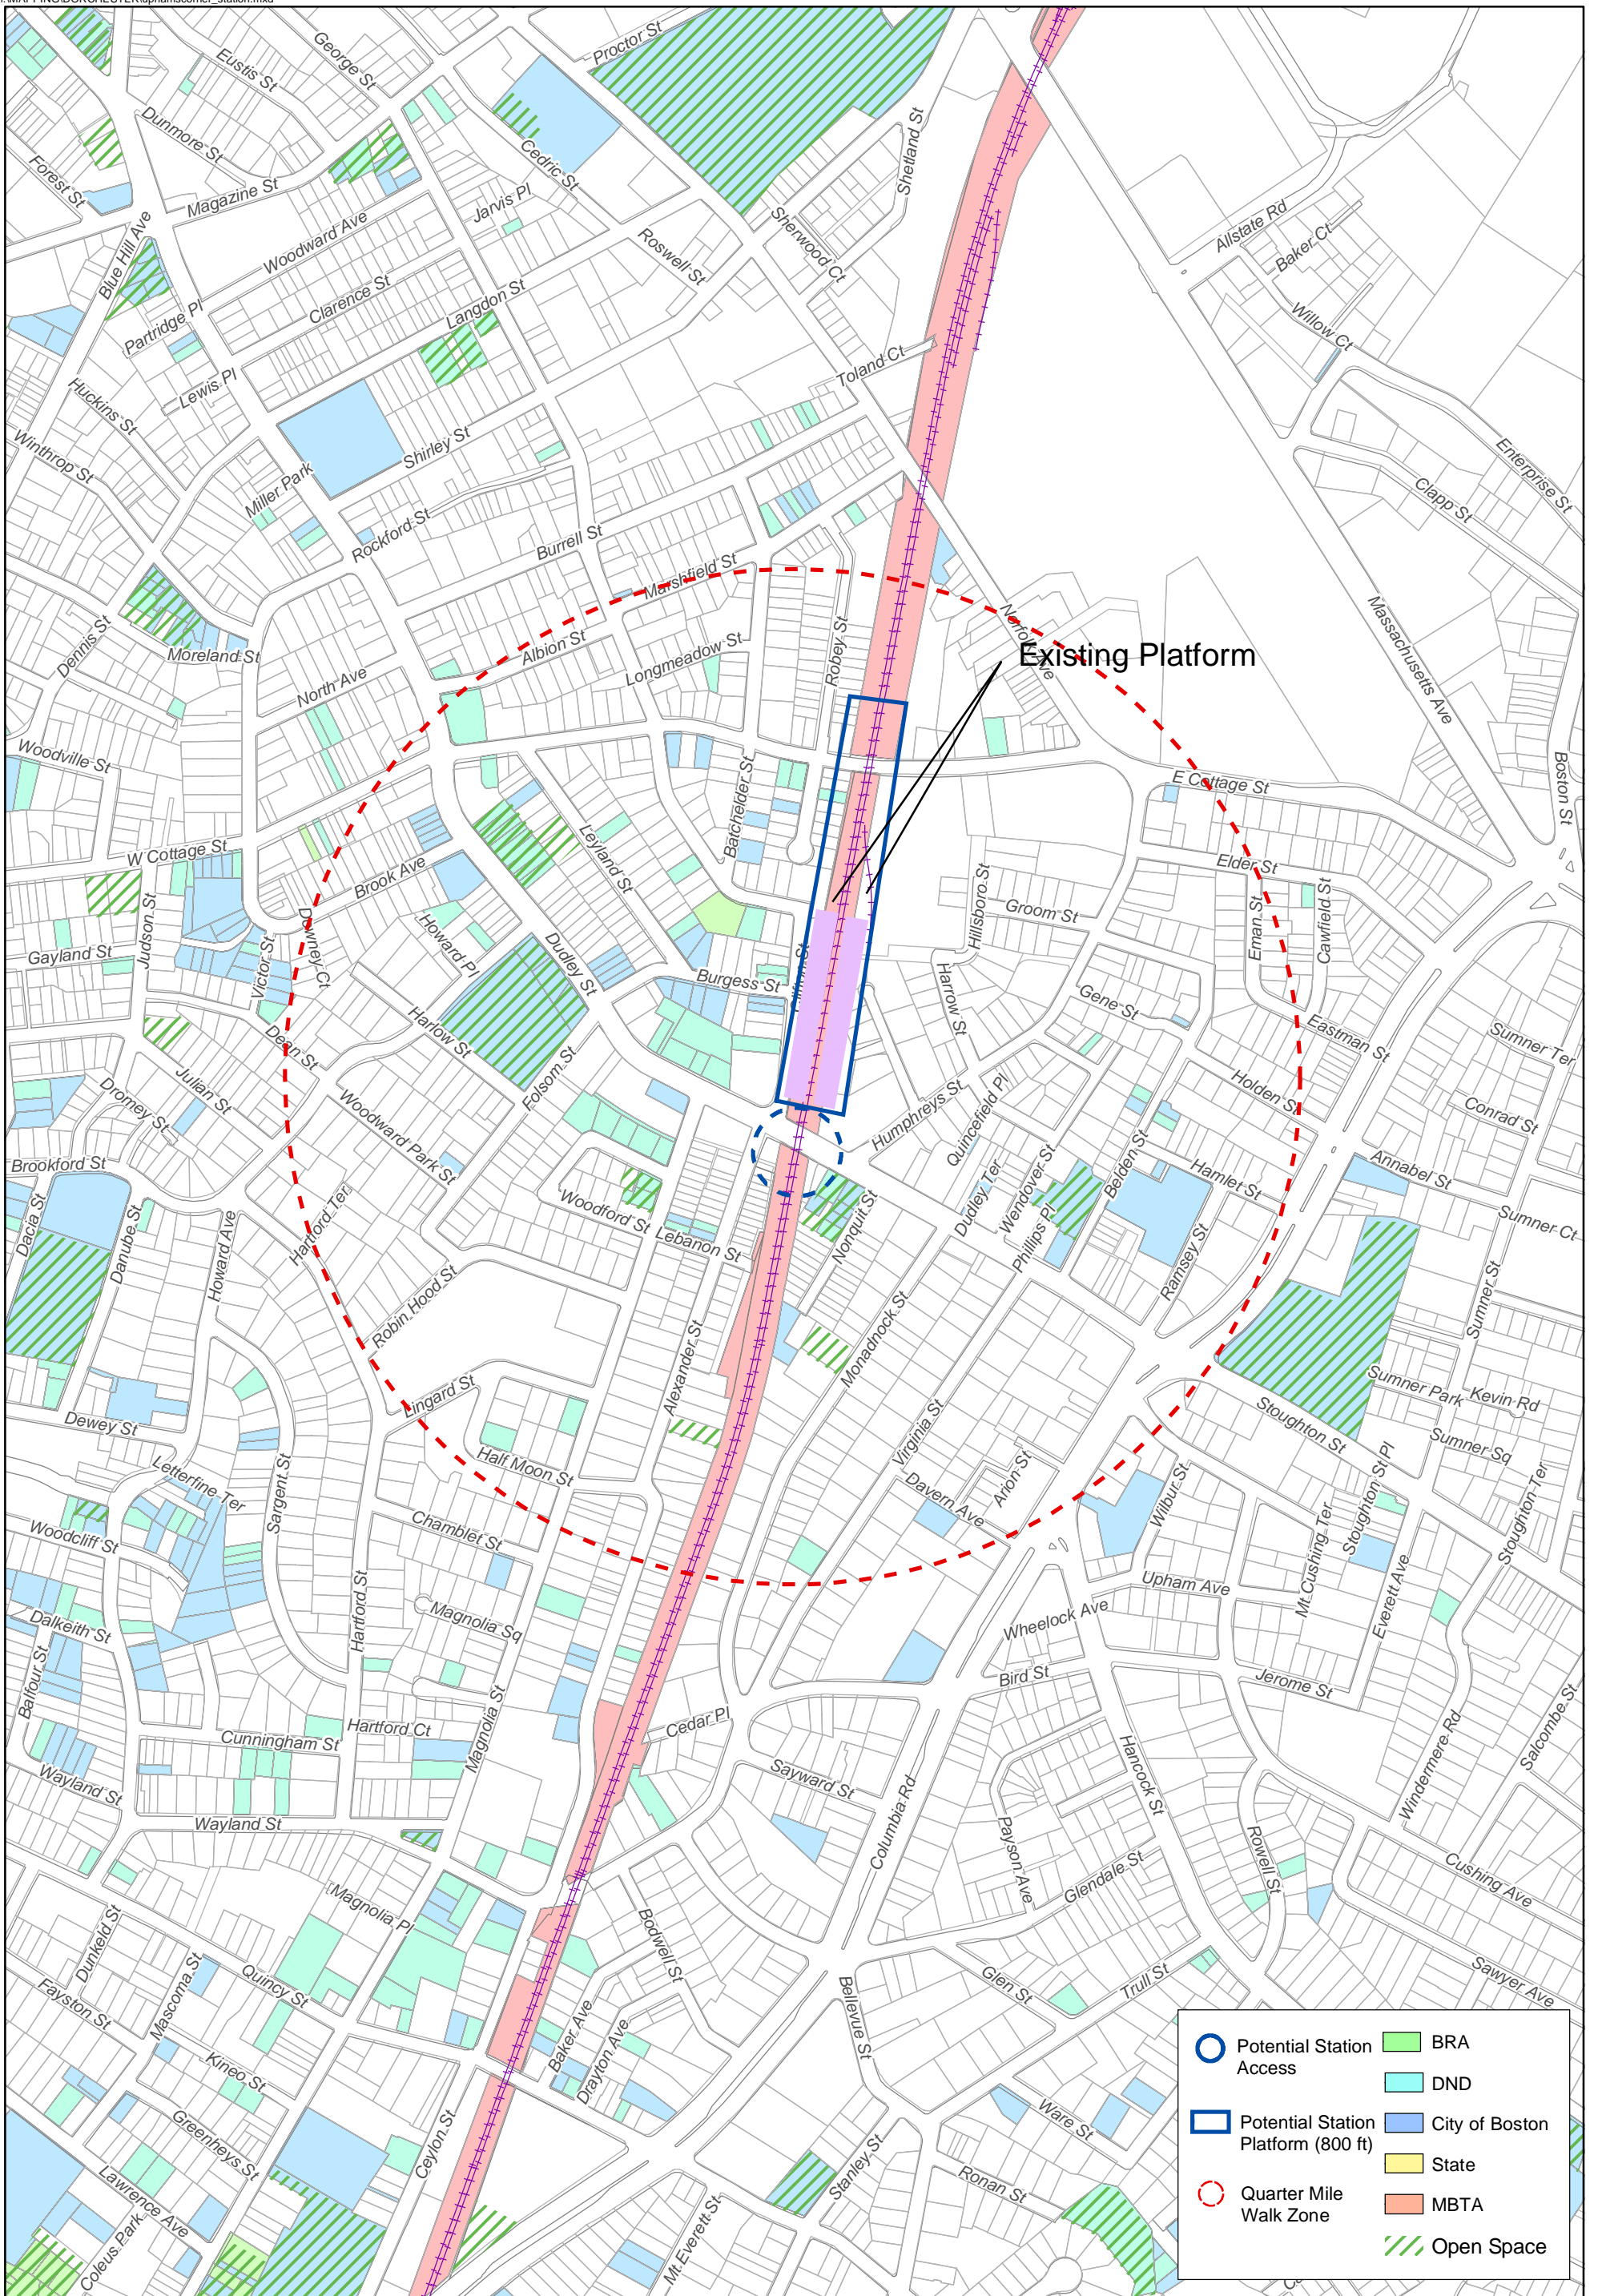 Proctor St
George St
Eustis St
Dunmore St
Cedric St
Shetland St
Forest St
Magazine St
Jarvis Pl
Woodward Ave
Sherwood Ct
Roswell St
Allstate Rd
Baker Ct
Blue Hill Ave
Clarence St
Langdon St
Partridge Pl
Willow Ct
Toland Ct
Lewis Pl
Huckins St
Shirley St
Winthrop St
Miller Park
Enterprise St
Clapp St
Rockford St
Burrell St
Marshfield St
Massachusetts Ave
Norfolk Ave
Dennis St
Moreland St
Albion St
Longmeadow St
Robey St
Existing Platform
North Ave
Woodville St
Batchelder St
E Cottage St
Boston St
Leyland St
W Cottage St
Brook Ave
Elder St
Judson St
Downey Ct
Howard Pl
Hillsboro St
Groom St
Eman St
Cawfield St
Gayland St
Victor St
Dudley St
Burgess St
Harrow St
Gene St
Harlow St
Dean St
Eastman St
Sumner Ter
Julian St
Folsom St
Dromey St
Woodward Park St
Humphreys St
Quincefield Pl
Holden St
Conrad St
Brookford St
Belden St
Hamlet St
Annabel St
Dacia St
Danube St
Howard Ave
Hartford Ter
Woodford St
Lebanon St
Nonquit St
Dudley Ter
Wendover St
Phillips Pl
Ramsey St
Sumner Ct
Sumner St
Robin Hood St
Alexander St
Monadnock St
Lingard St
Sumner Park
Kevin Rd
Dewey St
Half Moon St
Virginia St
Stoughton St
Sumner Sq
Letterfine Ter
Sargent St
Davern Ave
Arion St
Wilbur St
Stoughton St Pl
Stoughton Ter
Woodcliff St
Chamblet St
Mt Cushing Ter
Upham Ave
Everett Ave
Dalkeith St
Hartford St
Magnolia Sq
Wheelock Ave
Balfour St
Bird St
Jerome St
Magnolia St
Cunningham St
Hartford Ct
Cedar Pl
Hancock St
Salcombe St
Windermere Rd
Wayland St
Sayward St
Columbia Rd
Wayland St
Payson Ave
Rowell St
Glendale St
Cushing Ave
Magnolia Pl
Bodwell St
Dunkeld St
Quincy St
Mascoma St
Fayston St
Glen St
Trull St
Sawyer Ave
Bellevue St
Baker Ave
Drayton Ave
Kineo St
Greenheys St
Ceylon St
Ware St
Lawrence Ave
Stanley St
Ronan St
Coleus Park
Mt Everett St
Potential Station
Access
Potential Station
Platform (800 ft)
Quarter Mile
Walk Zone
BRA
DND
City of Boston
State
MBTA
Open Space